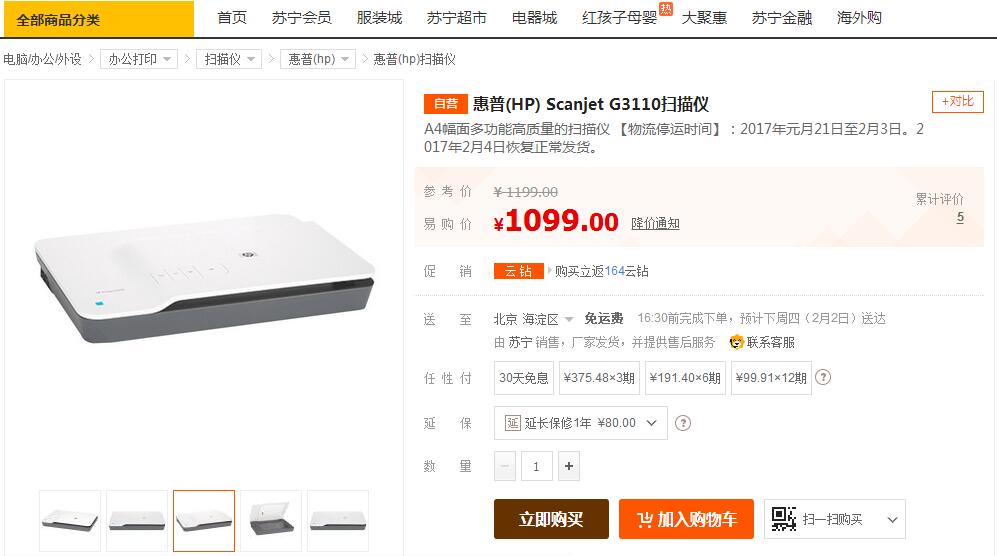 全部商品分类 首页 苏宁会员 服装城 苏宁超市 电器城 红孩子母婴 热 大聚惠 苏宁金融 海外购
电脑/办公/外设 办公打印 扫描仪 惠普(hp) 惠普(hp)扫描仪
自营 惠普(HP) Scanjet G3110扫描仪 +对比
A4幅面多功能高质量的扫描仪 【物流停运时间】：2017年元月21日至2月3日。2
017年2月4日恢复正常发货。
参考价 ¥1199.00 累计评价
易购价 ¥1099.00 降价通知 5
促销 云钻 购买立返164云钻
送至 北京 海淀区 免运费 16:30前完成下单，预计下周四（2月2日）送达
由 苏宁 销售，厂家发货，并提供售后服务 联系客服
任性付 30天免息 ¥375.48×3期 ¥191.40×6期 ¥99.91×12期 ?
延保 延 延长保修1年 ¥80.00 ?
数量 − 1 +
立即购买 加入购物车 扫一扫购买